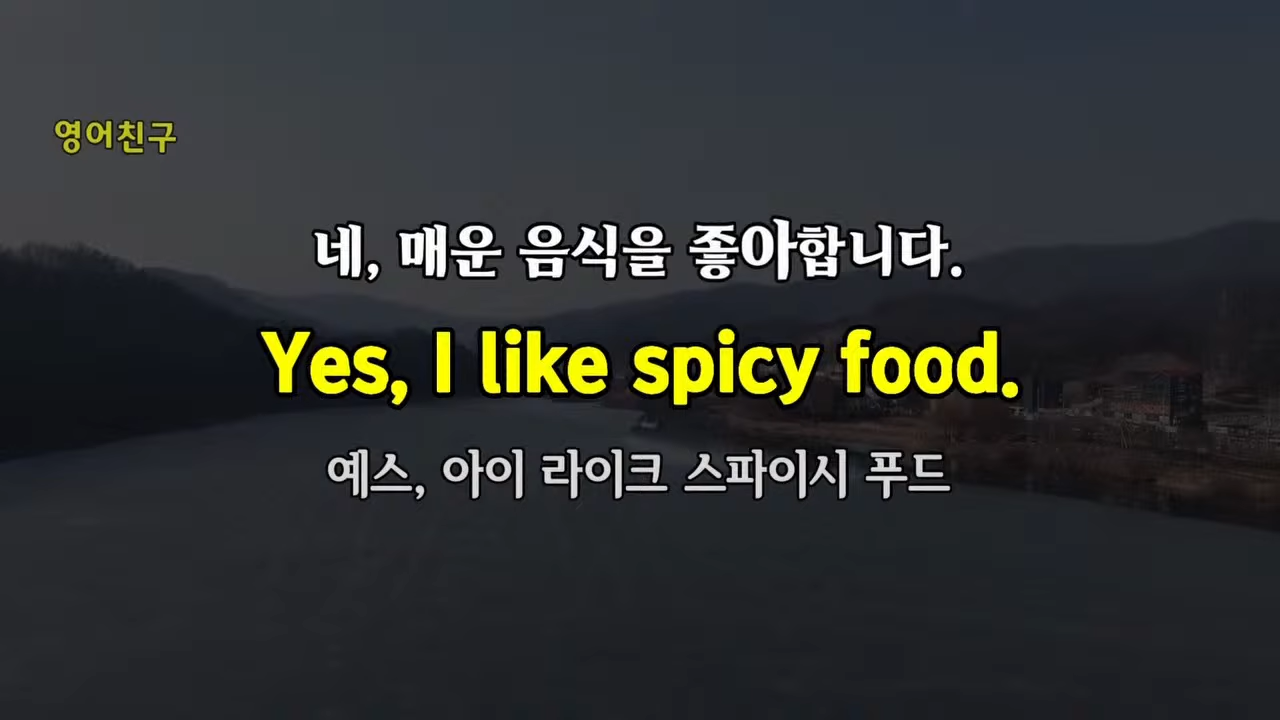 영어친구
네, 매운 음식을 좋아합니다.
Yes, I like spicy food.
예스, 아이 라이크 스파이시 푸드